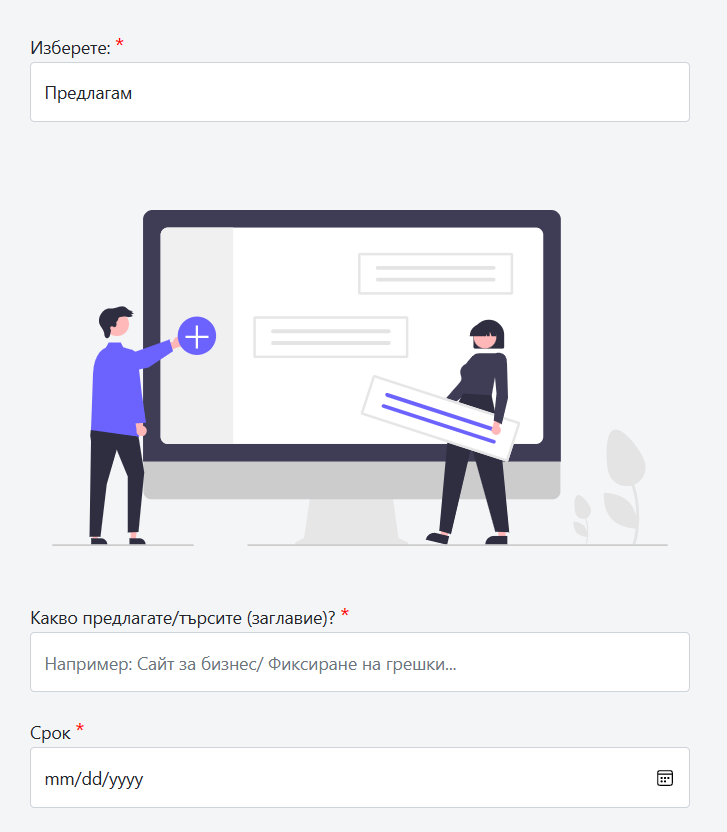 Изберете: *
Предлагам
Какво предлагате/търсите (заглавие)? *
Например: Сайт за бизнес/ Фиксиране на грешки...
Срок *
mm/dd/yyyy